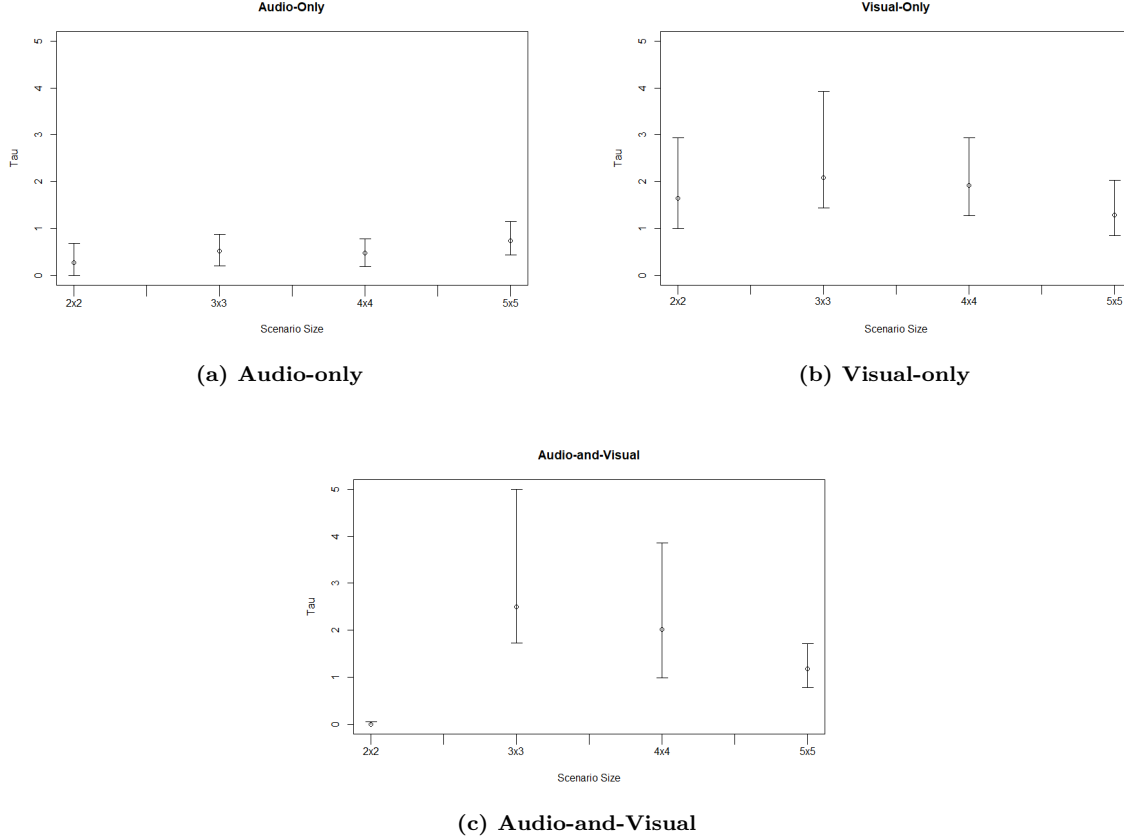 Audio-Only
5
4
3
2
1
0
Tau
2x2
3x3
4x4
5x5
Scenario Size
(a) Audio-only
Visual-Only
5
4
3
2
1
0
Tau
2x2
3x3
4x4
5x5
Scenario Size
(b) Visual-only
Audio-and-Visual
5
4
3
2
1
0
Tau
2x2
3x3
4x4
5x5
Scenario Size
(c) Audio-and-Visual